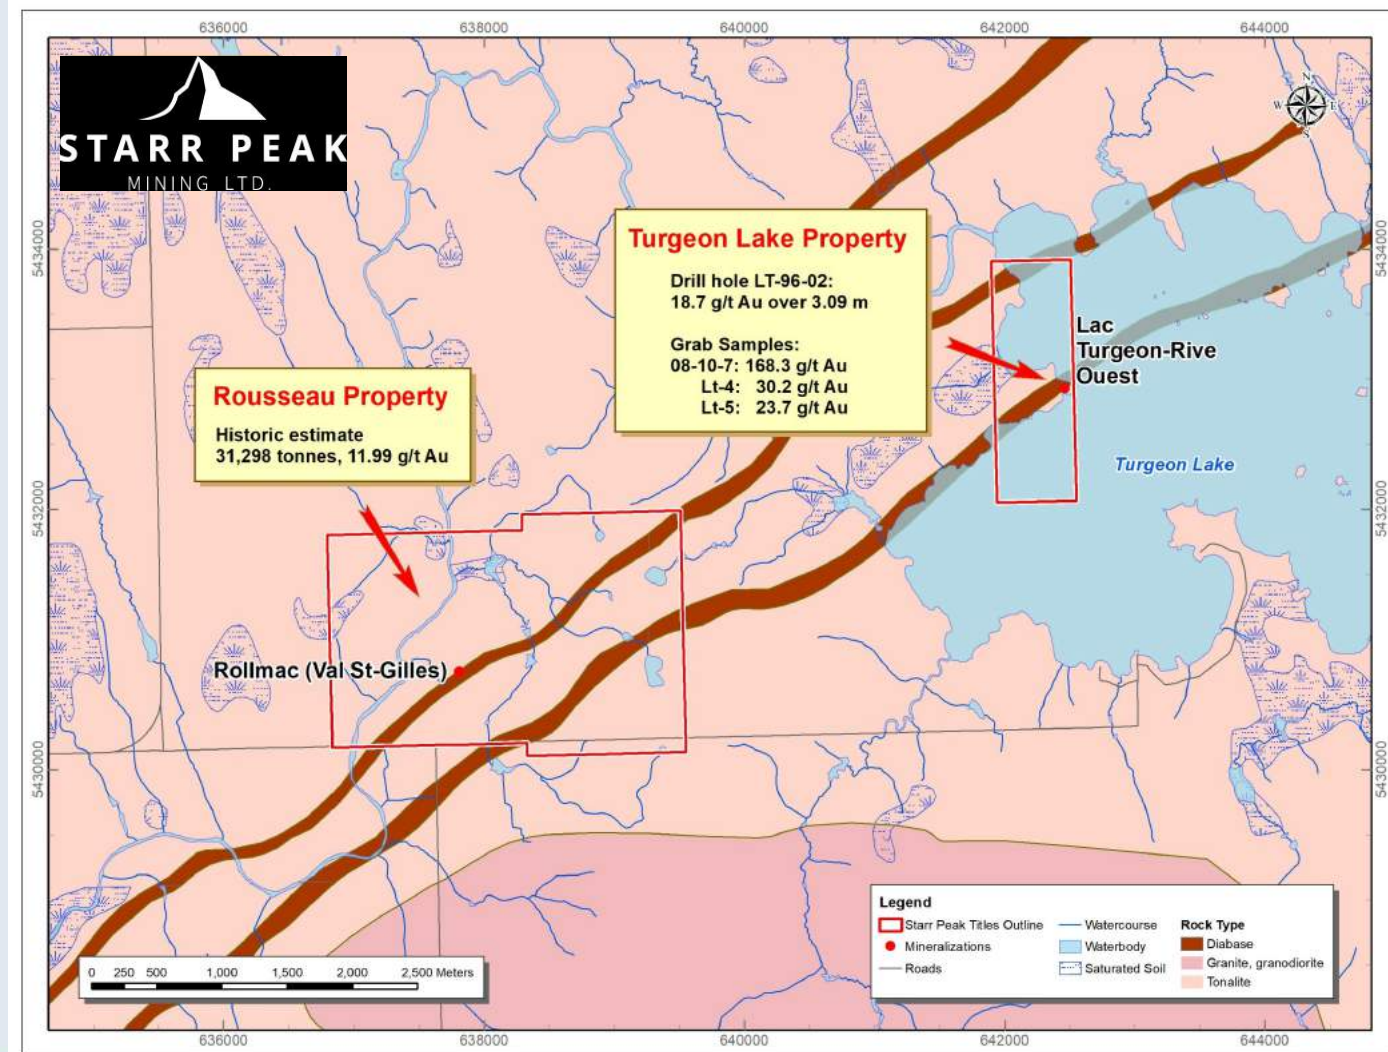 636000
638000
640000
642000
644000
N
W
E
S
STARR PEAK
MINING LTD.
5434000
5434000
Turgeon Lake Property
Drill hole LT-96-02:
18.7 g/t Au over 3.09 m
Grab Samples:
08-10-7: 168.3 g/t Au
Lt-4: 30.2 g/t Au
Lt-5: 23.7 g/t Au
Lac
Turgeon-Rive
Ouest
Rousseau Property
Historic estimate
31,298 tonnes, 11.99 g/t Au
Turgeon Lake
5432000
5432000
Rollmac (Val St-Gilles)
5430000
5430000
Legend
Starr Peak Titles Outline
Mineralizations
Roads
Watercourse
Waterbody
Saturated Soil
Rock Type
Diabase
Granite, granodiorite
Tonalite
0 250 500 1,000 1,500 2,000 2,500 Meters
636000
638000
640000
642000
644000